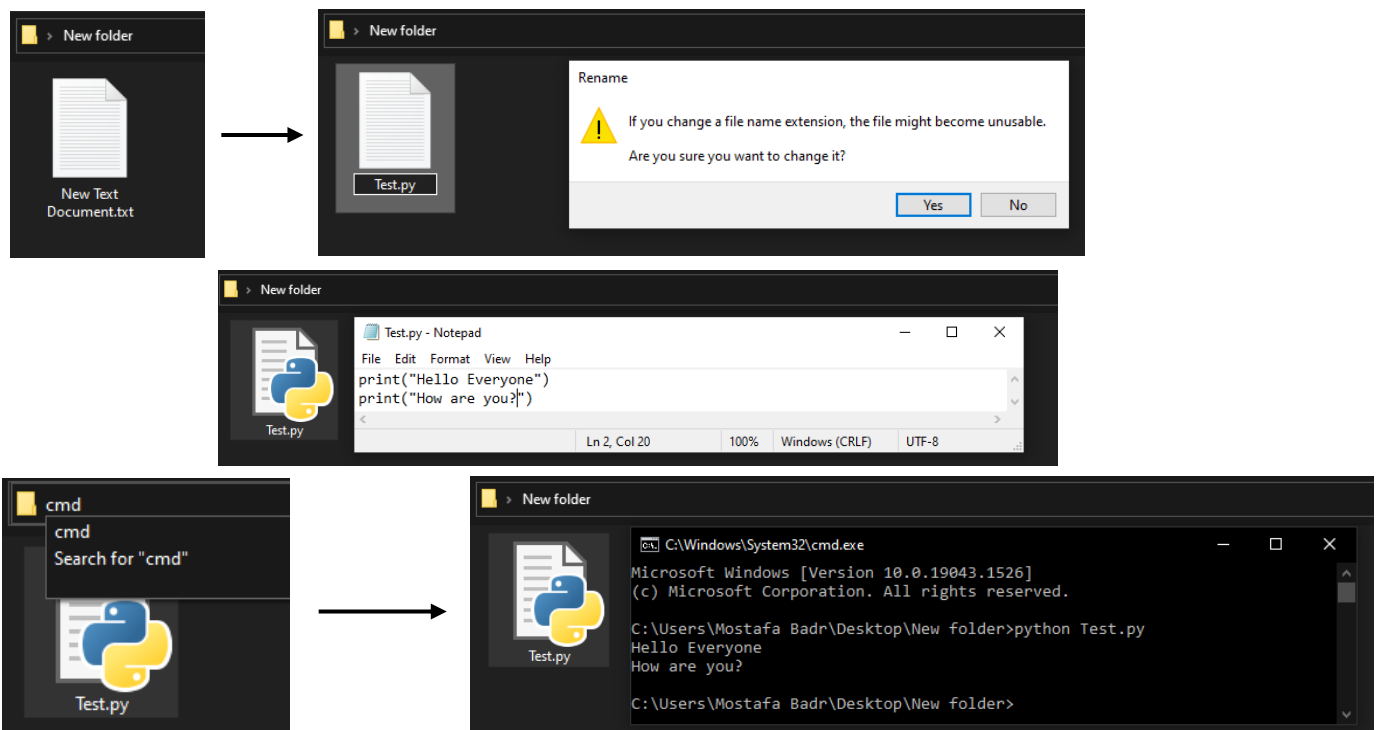 New folder
New Text
Document.txt
New folder
Test.py
Rename
If you change a file name extension, the file might become unusable.
Are you sure you want to change it?
Yes
No
New folder
Test.py
Test.py - Notepad
File Edit Format View Help
print("Hello Everyone")
print("How are you?")
Ln 2, Col 20
100%
Windows (CRLF)
UTF-8
cmd
cmd
Search for "cmd"
Test.py
New folder
Test.py
C:\Windows\System32\cmd.exe
Microsoft Windows [Version 10.0.19043.1526]
(c) Microsoft Corporation. All rights reserved.
C:\Users\Mostafa Badr\Desktop\New folder>python Test.py
Hello Everyone
How are you?
C:\Users\Mostafa Badr\Desktop\New folder>